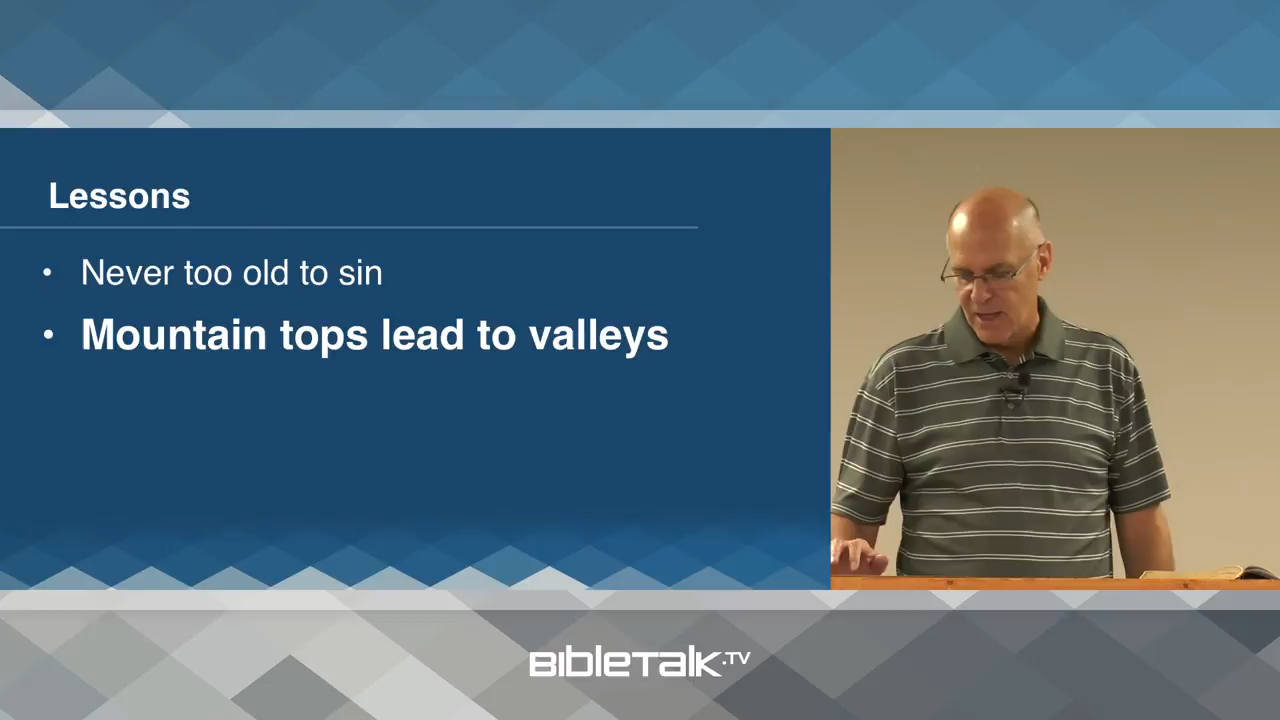 Lessons
• Never too old to sin
• Mountain tops lead to valleys
BIBLETALK.TV